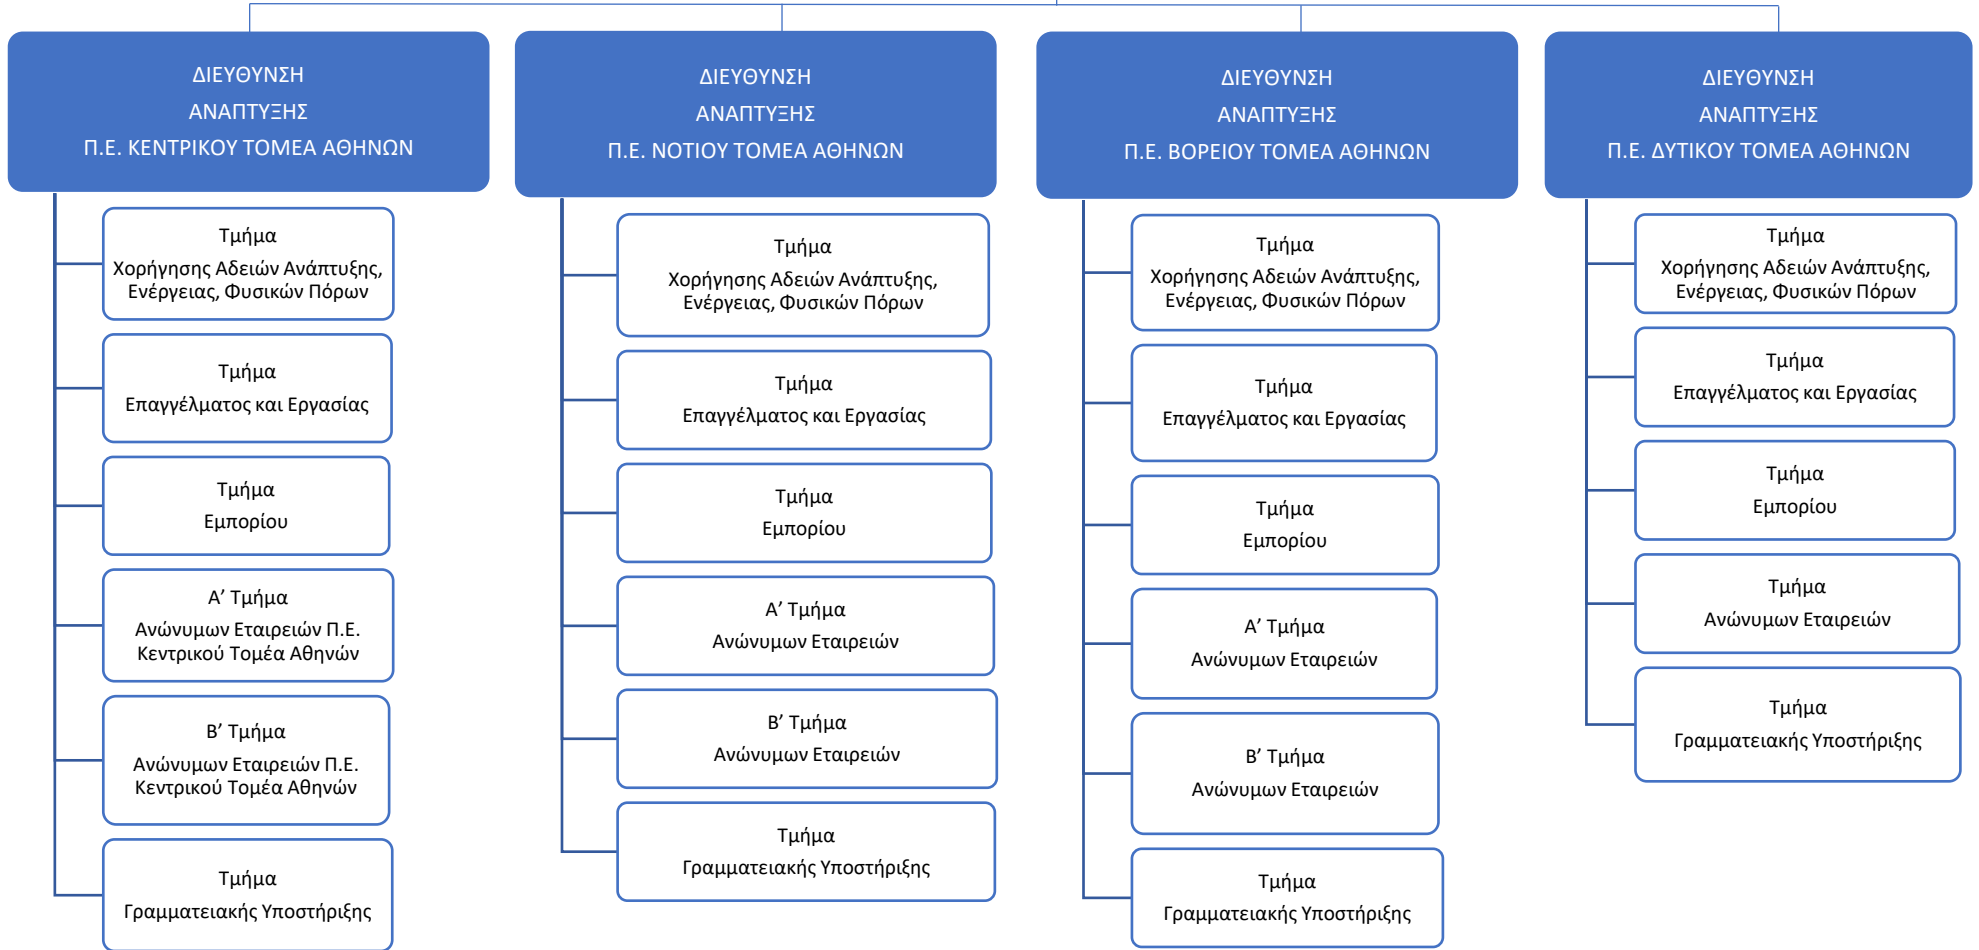 ΔΙΕΥΘΥΝΣΗ
ΑΝΑΠΤΥΞΗΣ
Π.Ε. ΚΕΝΤΡΙΚΟΥ ΤΟΜΕΑ ΑΘΗΝΩΝ
Τμήμα
Χορήγησης Αδειών Ανάπτυξης,
Ενέργειας, Φυσικών Πόρων
Τμήμα
Επαγγέλματος και Εργασίας
Τμήμα
Εμπορίου
Α’ Τμήμα
Ανώνυμων Εταιρειών Π.Ε.
Κεντρικού Τομέα Αθηνών
Β’ Τμήμα
Ανώνυμων Εταιρειών Π.Ε.
Κεντρικού Τομέα Αθηνών
Τμήμα
Γραμματειακής Υποστήριξης
ΔΙΕΥΘΥΝΣΗ
ΑΝΑΠΤΥΞΗΣ
Π.Ε. ΝΟΤΙΟΥ ΤΟΜΕΑ ΑΘΗΝΩΝ
Τμήμα
Χορήγησης Αδειών Ανάπτυξης,
Ενέργειας, Φυσικών Πόρων
Τμήμα
Επαγγέλματος και Εργασίας
Τμήμα
Εμπορίου
Α’ Τμήμα
Ανώνυμων Εταιρειών
Β’ Τμήμα
Ανώνυμων Εταιρειών
Τμήμα
Γραμματειακής Υποστήριξης
ΔΙΕΥΘΥΝΣΗ
ΑΝΑΠΤΥΞΗΣ
Π.Ε. ΒΟΡΕΙΟΥ ΤΟΜΕΑ ΑΘΗΝΩΝ
Τμήμα
Χορήγησης Αδειών Ανάπτυξης,
Ενέργειας, Φυσικών Πόρων
Τμήμα
Επαγγέλματος και Εργασίας
Τμήμα
Εμπορίου
Α’ Τμήμα
Ανώνυμων Εταιρειών
Β’ Τμήμα
Ανώνυμων Εταιρειών
Τμήμα
Γραμματειακής Υποστήριξης
ΔΙΕΥΘΥΝΣΗ
ΑΝΑΠΤΥΞΗΣ
Π.Ε. ΔΥΤΙΚΟΥ ΤΟΜΕΑ ΑΘΗΝΩΝ
Τμήμα
Χορήγησης Αδειών Ανάπτυξης,
Ενέργειας, Φυσικών Πόρων
Τμήμα
Επαγγέλματος και Εργασίας
Τμήμα
Εμπορίου
Τμήμα
Ανώνυμων Εταιρειών
Τμήμα
Γραμματειακής Υποστήριξης